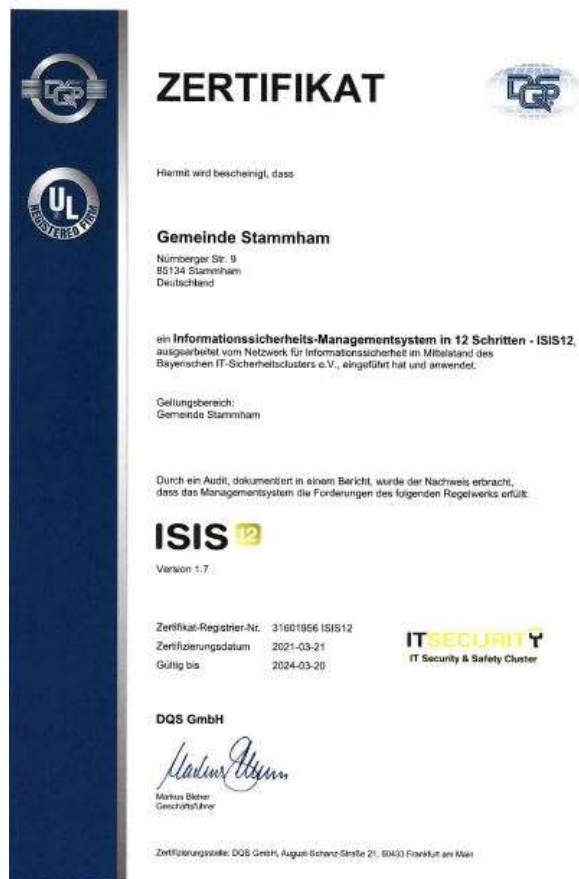 DQS
UL
REGISTERED FIRM
ZERTIFIKAT
DQS
Hiermit wird bescheinigt, dass
Gemeinde Stammham
Nürnberger Str. 9
85134 Stammham
Deutschland
ein Informationssicherheits-Managementsystem in 12 Schritten - ISIS12,
ausgearbeitet vom Netzwerk für Informationssicherheit im Mittelstand des
Bayerischen IT-Sicherheitsclusters e.V., eingeführt hat und anwendet.
Geltungsbereich:
Gemeinde Stammham
Durch ein Audit, dokumentiert in einem Bericht, wurde der Nachweis erbracht,
dass das Managementsystem die Forderungen des folgenden Regelwerks erfüllt:
ISIS 12
Version 1.7
Zertifikat-Registrier-Nr. 31601956 ISIS12
Zertifizierungsdatum 2021-03-21
Gültig bis 2024-03-20
ITSECURITY
IT Security & Safety Cluster
DQS GmbH
Markus Bleher
Geschäftsführer
Zertifizierungsstelle: DQS GmbH, August-Schanz-Straße 21, 60433 Frankfurt am Main